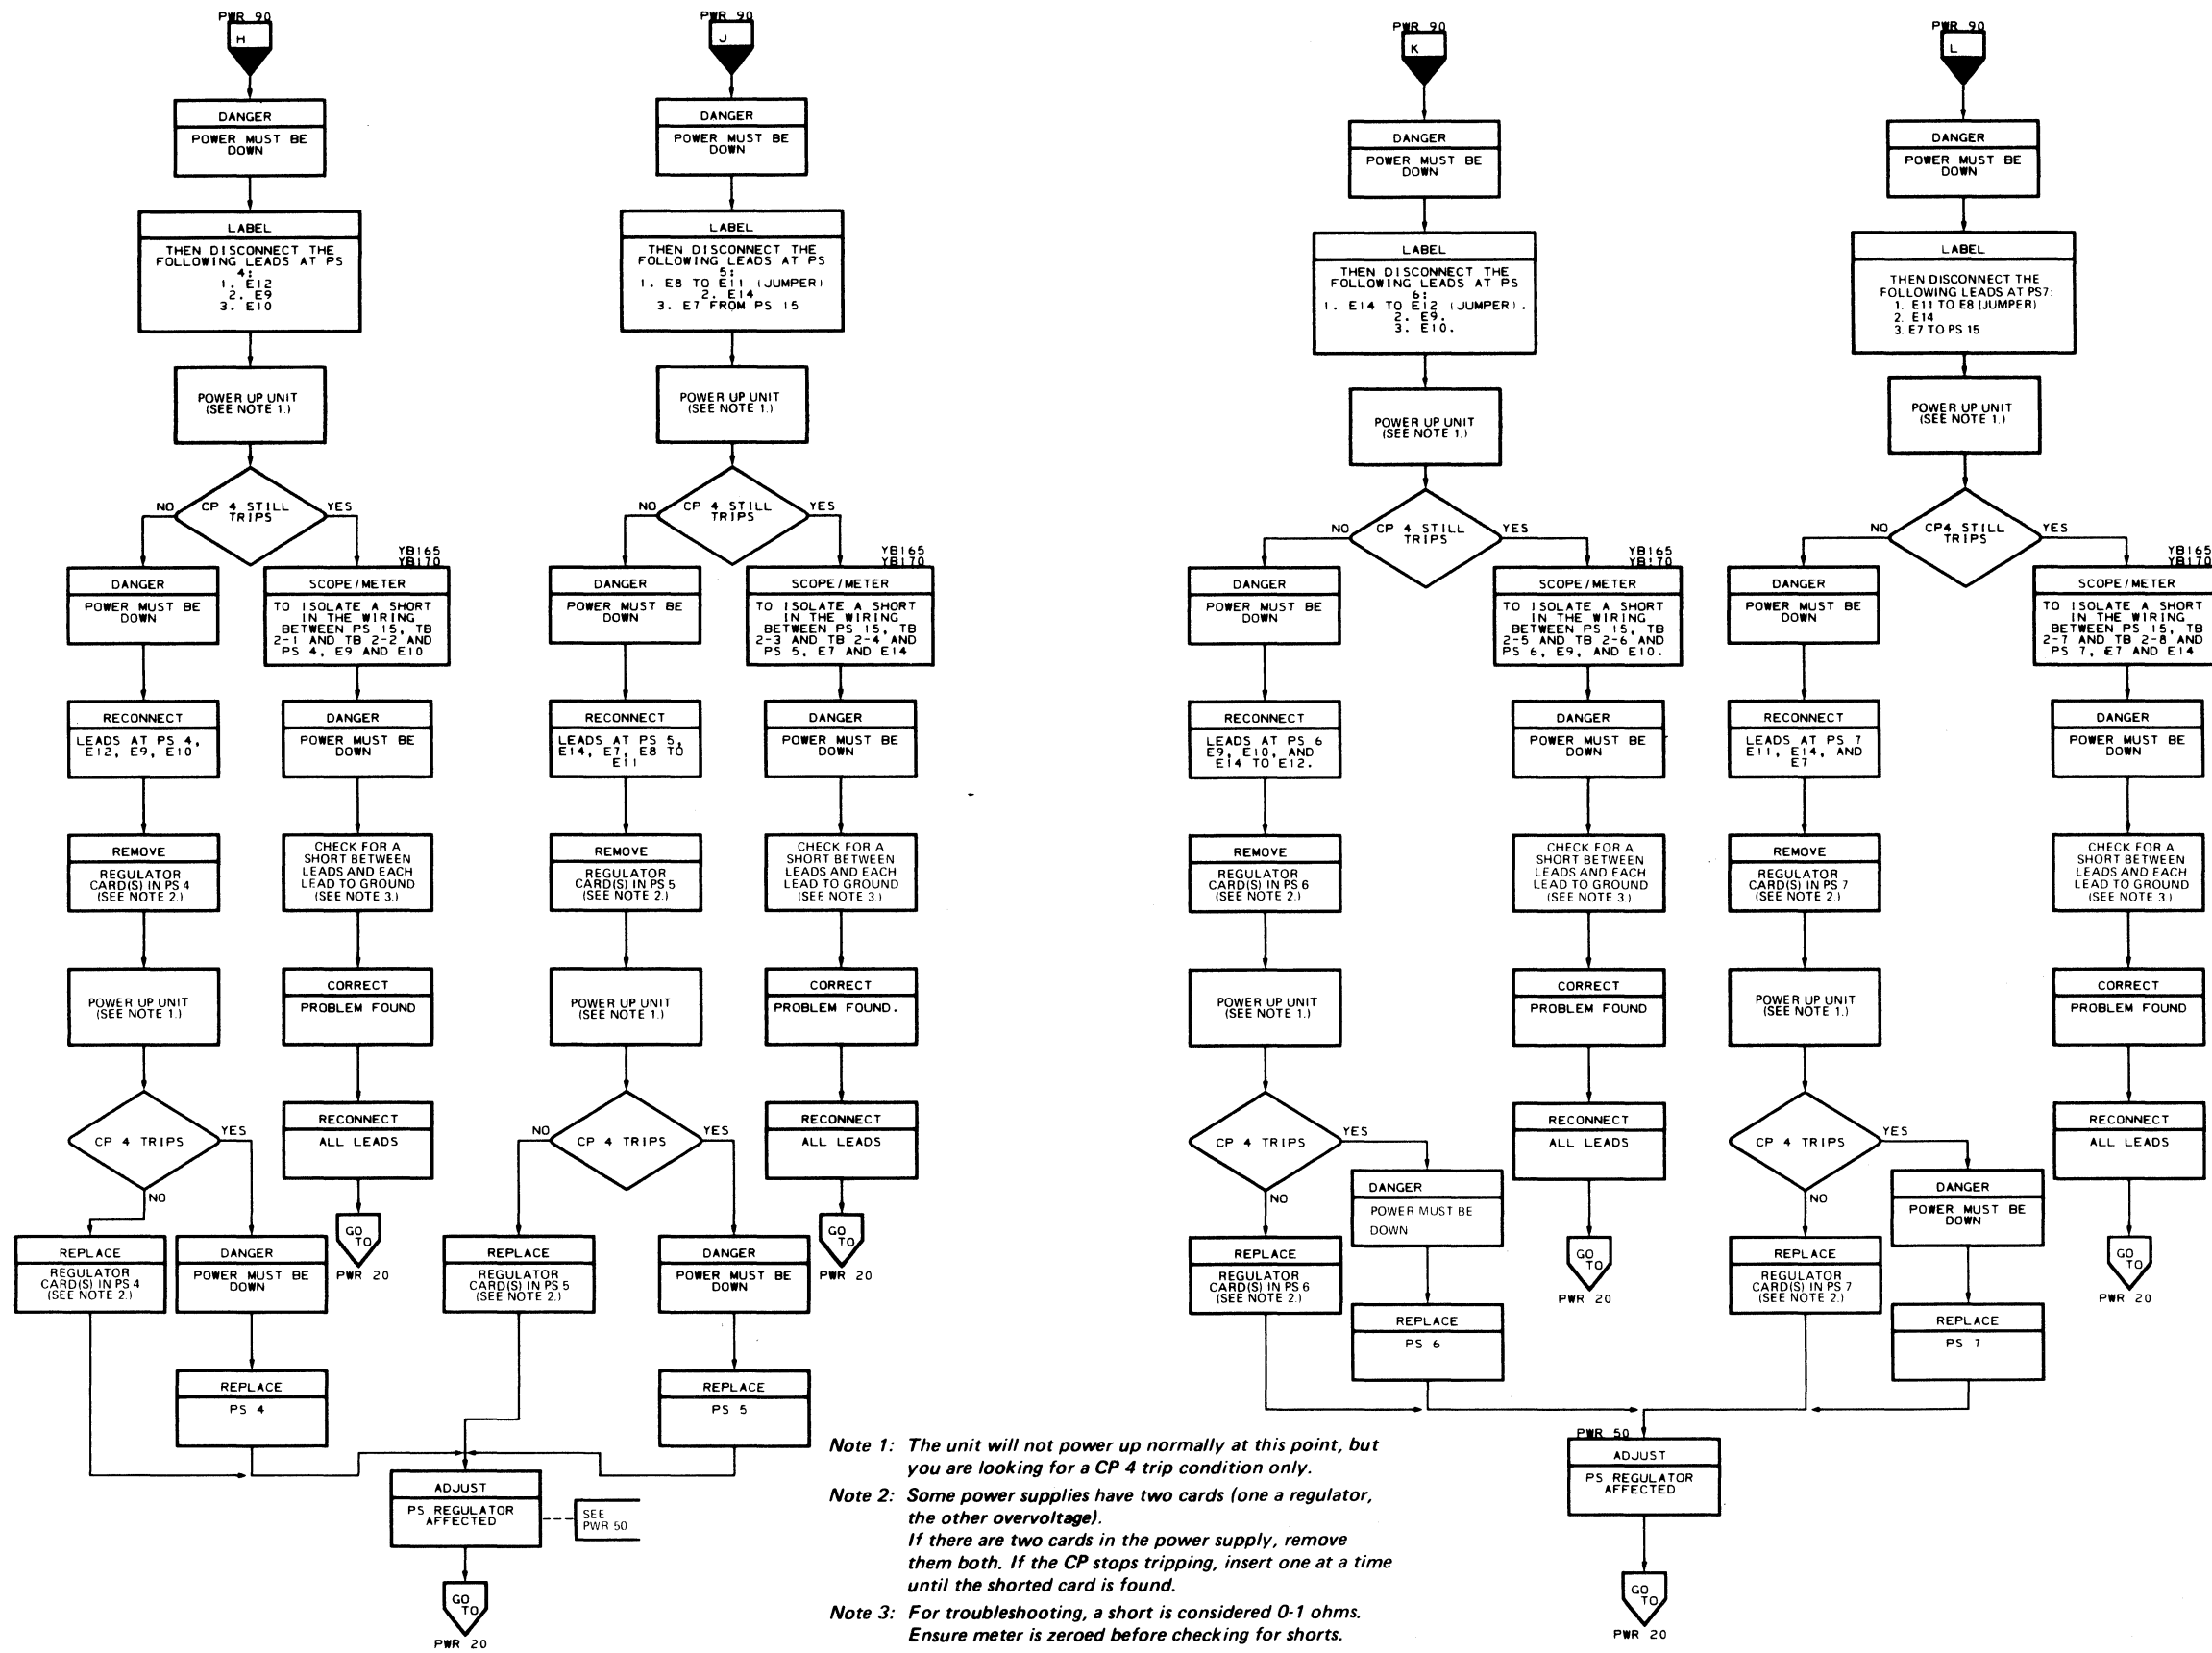 PWR 90
H
DANGER
POWER MUST BE
DOWN
LABEL
THEN DISCONNECT THE
FOLLOWING LEADS AT PS
4:
1. E12
2. E9
3. E10
POWER UP UNIT
(SEE NOTE 1.)
CP 4 STILL
TRIPS
NO
YES
DANGER
POWER MUST BE
DOWN
RECONNECT
LEADS AT PS 4,
E12, E9, E10
REMOVE
REGULATOR
CARD(S) IN PS 4
(SEE NOTE 2.)
POWER UP UNIT
(SEE NOTE 1.)
CP 4 TRIPS
YES
NO
REPLACE
REGULATOR
CARD(S) IN PS 4
(SEE NOTE 2.)
DANGER
POWER MUST BE
DOWN
REPLACE
PS 4
YB165
YB170
SCOPE/METER
TO ISOLATE A SHORT
IN THE WIRING
BETWEEN PS 15, TB
2-1 AND TB 2-2 AND
PS 4, E9 AND E10
DANGER
POWER MUST BE
DOWN
CHECK FOR A
SHORT BETWEEN
LEADS AND EACH
LEAD TO GROUND
(SEE NOTE 3.)
CORRECT
PROBLEM FOUND
RECONNECT
ALL LEADS
GO
TO
PWR 20
PWR 90
J
DANGER
POWER MUST BE
DOWN
LABEL
THEN DISCONNECT THE
FOLLOWING LEADS AT PS
5:
1. E8 TO E11 (JUMPER)
2. E14
3. E7 FROM PS 15
POWER UP UNIT
(SEE NOTE 1.)
CP 4 STILL
TRIPS
NO
YES
DANGER
POWER MUST BE
DOWN
RECONNECT
LEADS AT PS 5,
E14, E7, E8 TO
E11
REMOVE
REGULATOR
CARD(S) IN PS 5
(SEE NOTE 2.)
POWER UP UNIT
(SEE NOTE 1.)
CP 4 TRIPS
NO
YES
REPLACE
REGULATOR
CARD(S) IN PS 5
(SEE NOTE 2.)
DANGER
POWER MUST BE
DOWN
REPLACE
PS 5
YB165
YB170
SCOPE/METER
TO ISOLATE A SHORT
IN THE WIRING
BETWEEN PS 15, TB
2-3 AND TB 2-4 AND
PS 5, E7 AND E14
DANGER
POWER MUST BE
DOWN
CHECK FOR A
SHORT BETWEEN
LEADS AND EACH
LEAD TO GROUND
(SEE NOTE 3.)
CORRECT
PROBLEM FOUND.
RECONNECT
ALL LEADS
GO
TO
PWR 20
ADJUST
PS REGULATOR
AFFECTED
SEE
PWR 50
GO
TO
PWR 20
Note 1: The unit will not power up normally at this point, but
you are looking for a CP 4 trip condition only.
Note 2: Some power supplies have two cards (one a regulator,
the other overvoltage).
If there are two cards in the power supply, remove
them both. If the CP stops tripping, insert one at a time
until the shorted card is found.
Note 3: For troubleshooting, a short is considered 0-1 ohms.
Ensure meter is zeroed before checking for shorts.
PWR 90
K
DANGER
POWER MUST BE
DOWN
LABEL
THEN DISCONNECT THE
FOLLOWING LEADS AT PS
6:
1. E14 TO E12 (JUMPER).
2. E9.
3. E10.
POWER UP UNIT
(SEE NOTE 1.)
CP 4 STILL
TRIPS
NO
YES
DANGER
POWER MUST BE
DOWN
RECONNECT
LEADS AT PS 6
E9, E10, AND
E14 TO E12.
REMOVE
REGULATOR
CARD(S) IN PS 6
(SEE NOTE 2.)
POWER UP UNIT
(SEE NOTE 1.)
CP 4 TRIPS
YES
NO
REPLACE
REGULATOR
CARD(S) IN PS 6
(SEE NOTE 2.)
DANGER
POWER MUST BE
DOWN
REPLACE
PS 6
YB165
YB170
SCOPE/METER
TO ISOLATE A SHORT
IN THE WIRING
BETWEEN PS 15, TB
2-5 AND TB 2-6 AND
PS 6, E9, AND E10.
DANGER
POWER MUST BE
DOWN
CHECK FOR A
SHORT BETWEEN
LEADS AND EACH
LEAD TO GROUND
(SEE NOTE 3.)
CORRECT
PROBLEM FOUND
RECONNECT
ALL LEADS
GO
TO
PWR 20
PWR 90
L
DANGER
POWER MUST BE
DOWN
LABEL
THEN DISCONNECT THE
FOLLOWING LEADS AT PS7:
1. E11 TO E8 (JUMPER)
2. E14
3. E7 TO PS 15
POWER UP UNIT
(SEE NOTE 1.)
CP4 STILL
TRIPS
NO
YES
DANGER
POWER MUST BE
DOWN
RECONNECT
LEADS AT PS 7
E11, E14, AND
E7
REMOVE
REGULATOR
CARD(S) IN PS 7
(SEE NOTE 2.)
POWER UP UNIT
(SEE NOTE 1.)
CP 4 TRIPS
YES
NO
REPLACE
REGULATOR
CARD(S) IN PS 7
(SEE NOTE 2.)
DANGER
POWER MUST BE
DOWN
REPLACE
PS 7
YB165
YB170
SCOPE/METER
TO ISOLATE A SHORT
IN THE WIRING
BETWEEN PS 15, TB
2-7 AND TB 2-8 AND
PS 7, E7 AND E14
DANGER
POWER MUST BE
DOWN
CHECK FOR A
SHORT BETWEEN
LEADS AND EACH
LEAD TO GROUND
(SEE NOTE 3.)
CORRECT
PROBLEM FOUND
RECONNECT
ALL LEADS
GO
TO
PWR 20
PWR 50
ADJUST
PS REGULATOR
AFFECTED
GO
TO
PWR 20